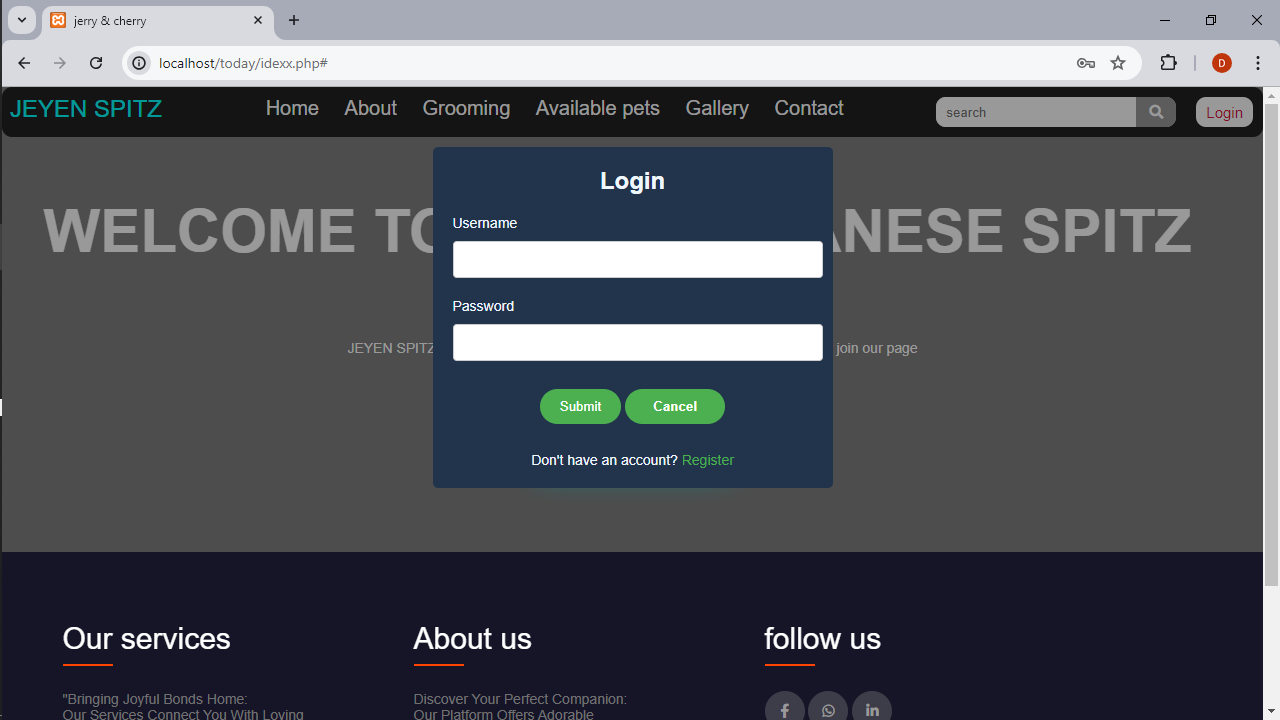 jerry & cherry
localhost/today/idexx.php#
D
JEYEN SPITZ
Home About Grooming Available pets Gallery Contact
search
Login
Login
WELCOME TO
ANESE SPITZ
Username
Password
JEYEN SPITZ
join our page
Submit Cancel
Don't have an account? Register
Our services
About us
follow us
"Bringing Joyful Bonds Home:
Our Services Connect You With Loving
Discover Your Perfect Companion:
Our Platform Offers Adorable